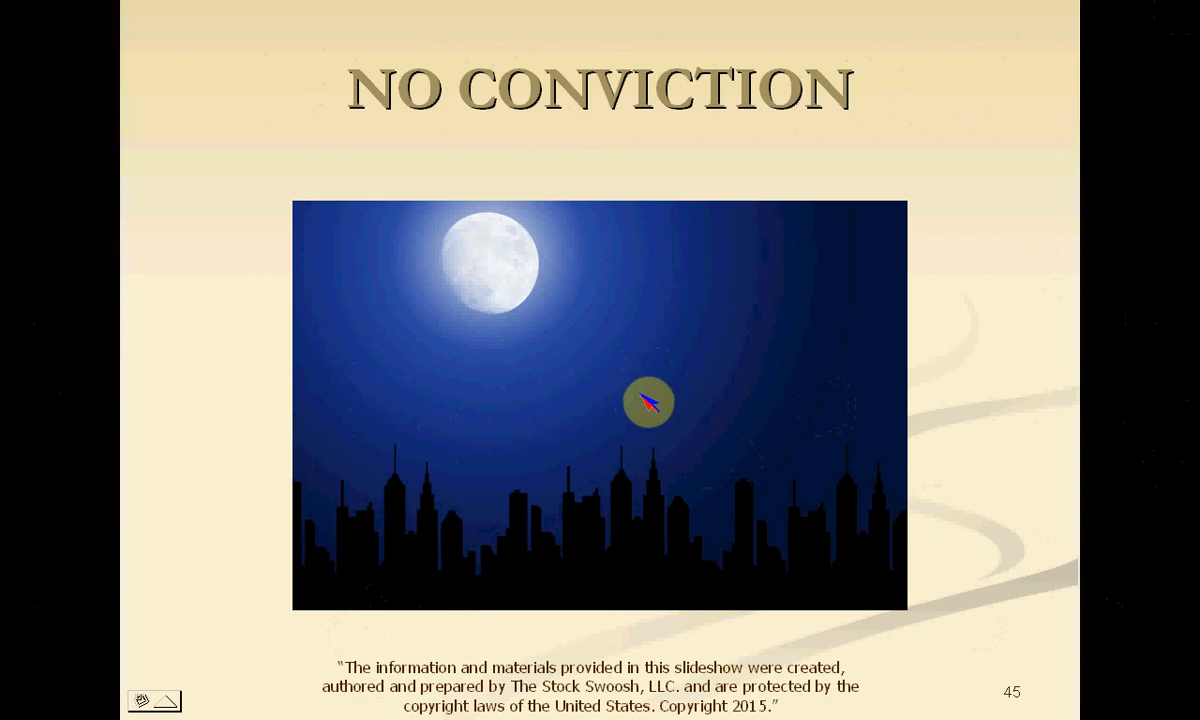 NO CONVICTION
"The information and materials provided in this slideshow were created,
authored and prepared by The Stock Swoosh, LLC. and are protected by the
copyright laws of the United States. Copyright 2015."
45